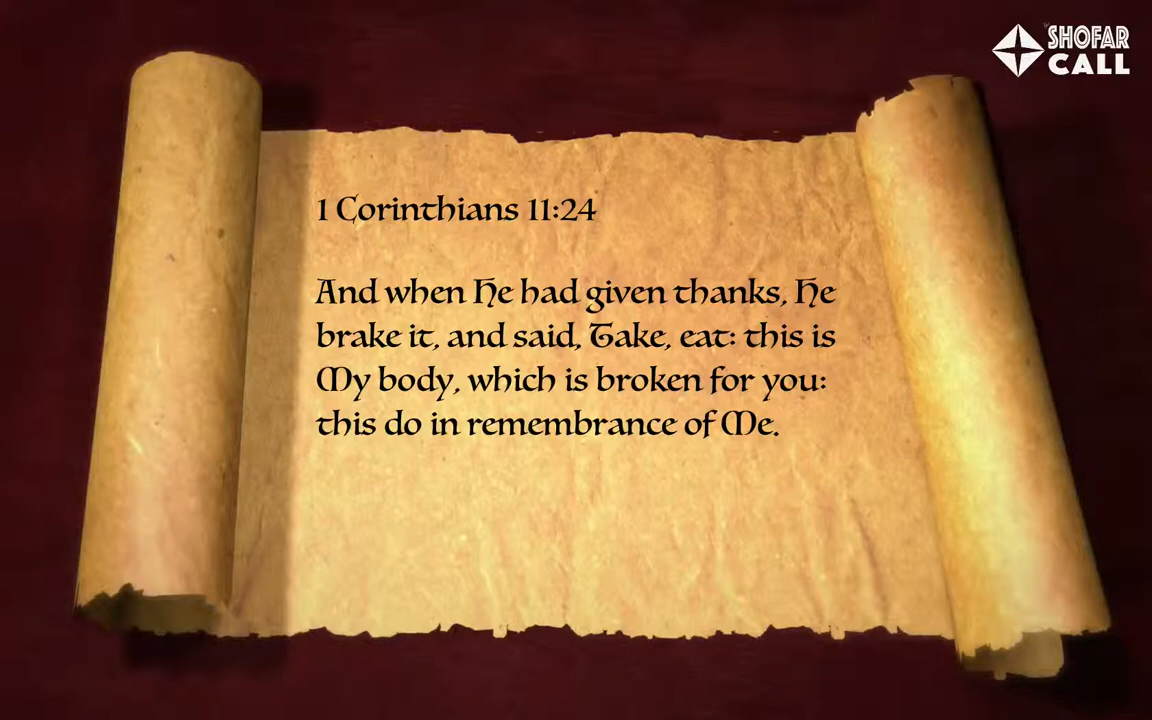 SHOFAR
CALL
1 Corinthians 11:24
And when He had given thanks, He
brake it, and said, Take, eat: this is
My body, which is broken for you:
this do in remembrance of Me.